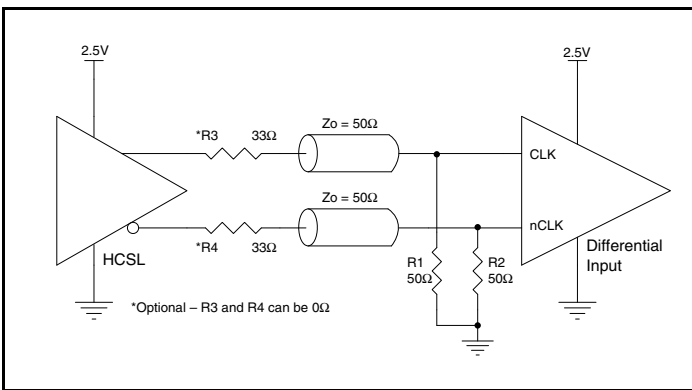 2.5V
2.5V
*R3 33Ω
Zo = 50Ω
CLK
Zo = 50Ω
nCLK
*R4 33Ω
HCSL
R1
50Ω
R2
50Ω
Differential
Input
*Optional – R3 and R4 can be 0Ω